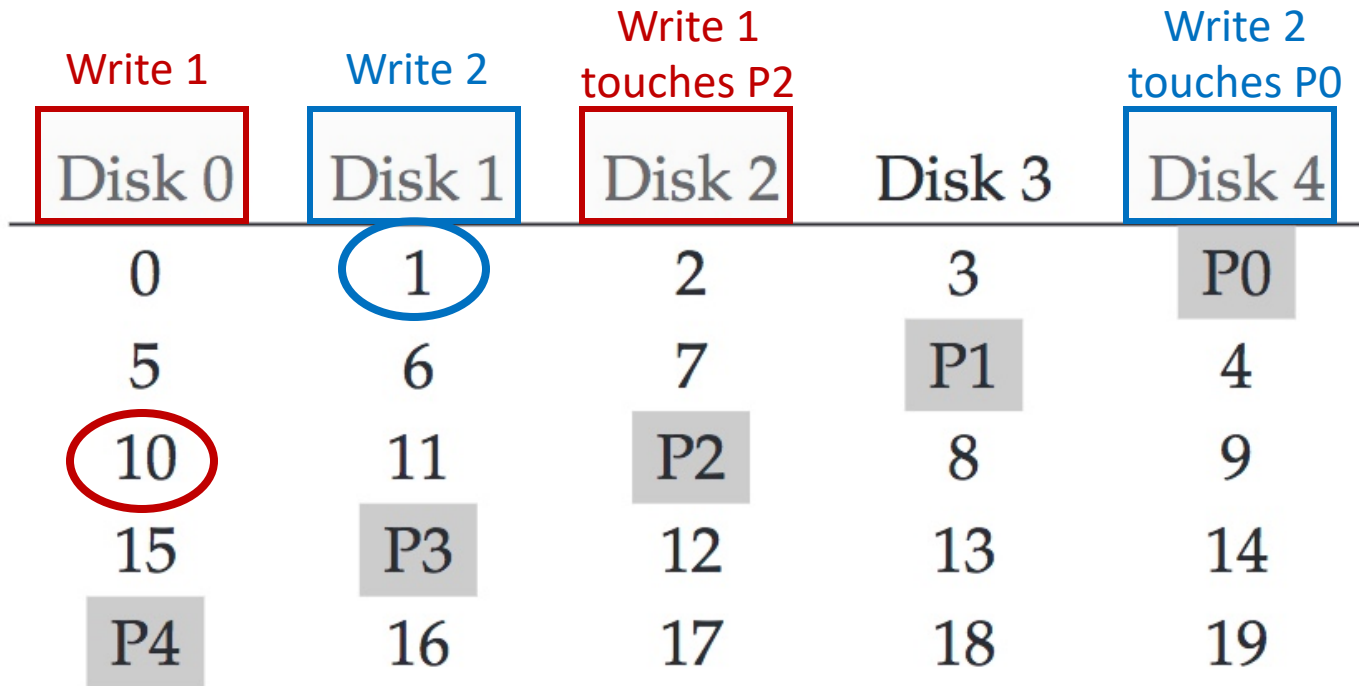 Write 1 Write 2 Write 1 touches P2 Write 2 touches P0
Disk 0 Disk 1 Disk 2 Disk 3 Disk 4
0 1 2 3 P0
5 6 7 P1 4
10 11 P2 8 9
15 P3 12 13 14
P4 16 17 18 19